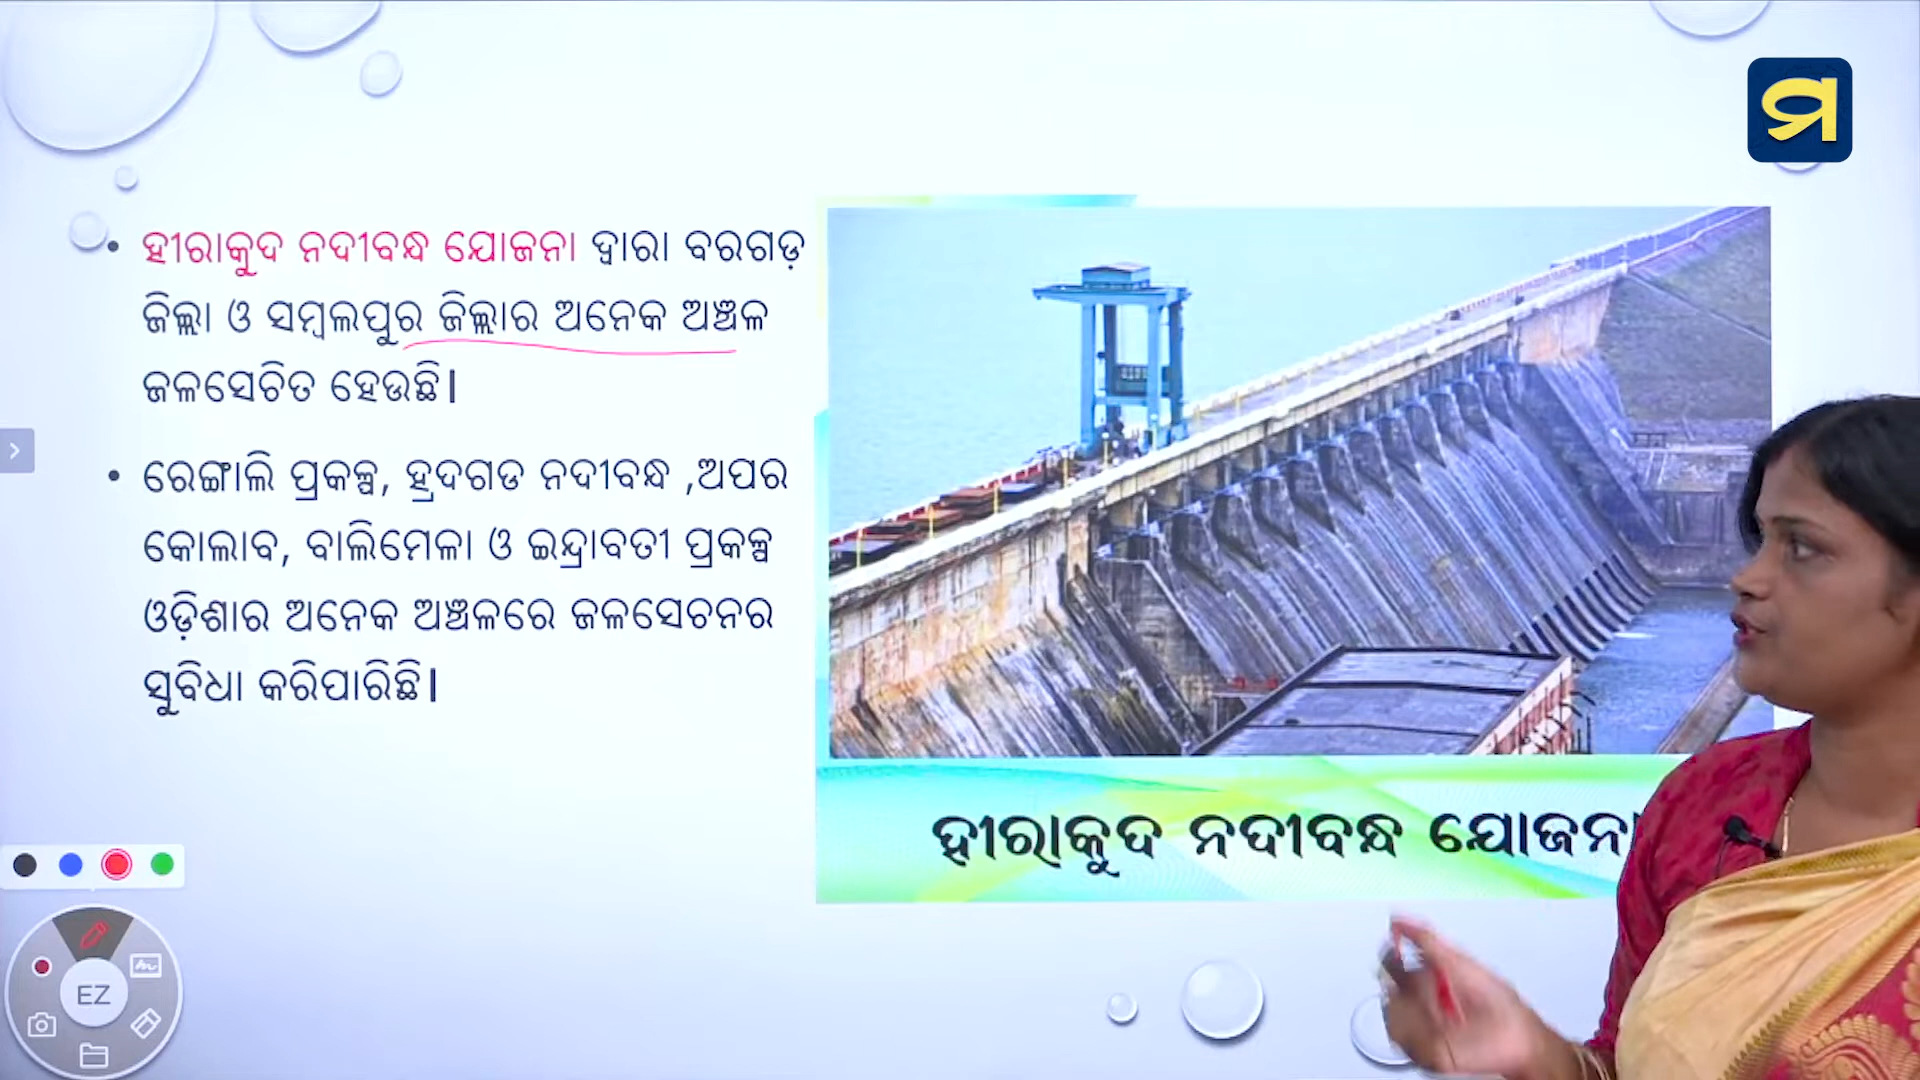 ମ
• ହୀରାକୁଦ ନଦୀବନ୍ଧ ଯୋଜନା ଦ୍ୱାରା ବରଗଡ଼
ଜିଲ୍ଲା ଓ ସମ୍ବଲପୁର ଜିଲ୍ଲାର ଅନେକ ଅଞ୍ଚଳ
ଜଳସେଚିତ ହେଉଛି।
• ରେଙ୍ଗାଲି ପ୍ରକଳ୍ପ, ହ୍ରଦଗଡ ନଦୀବନ୍ଧ ,ଅପର
କୋଲାବ, ବାଲିମେଳା ଓ ଇନ୍ଦ୍ରାବତୀ ପ୍ରକଳ୍ପ
ଓଡ଼ିଶାର ଅନେକ ଅଞ୍ଚଳରେ ଜଳସେଚନର
ସୁବିଧା କରିପାରିଛି।
ହୀରାକୁଦ ନଦୀବନ୍ଧ ଯୋଜନା
EZ